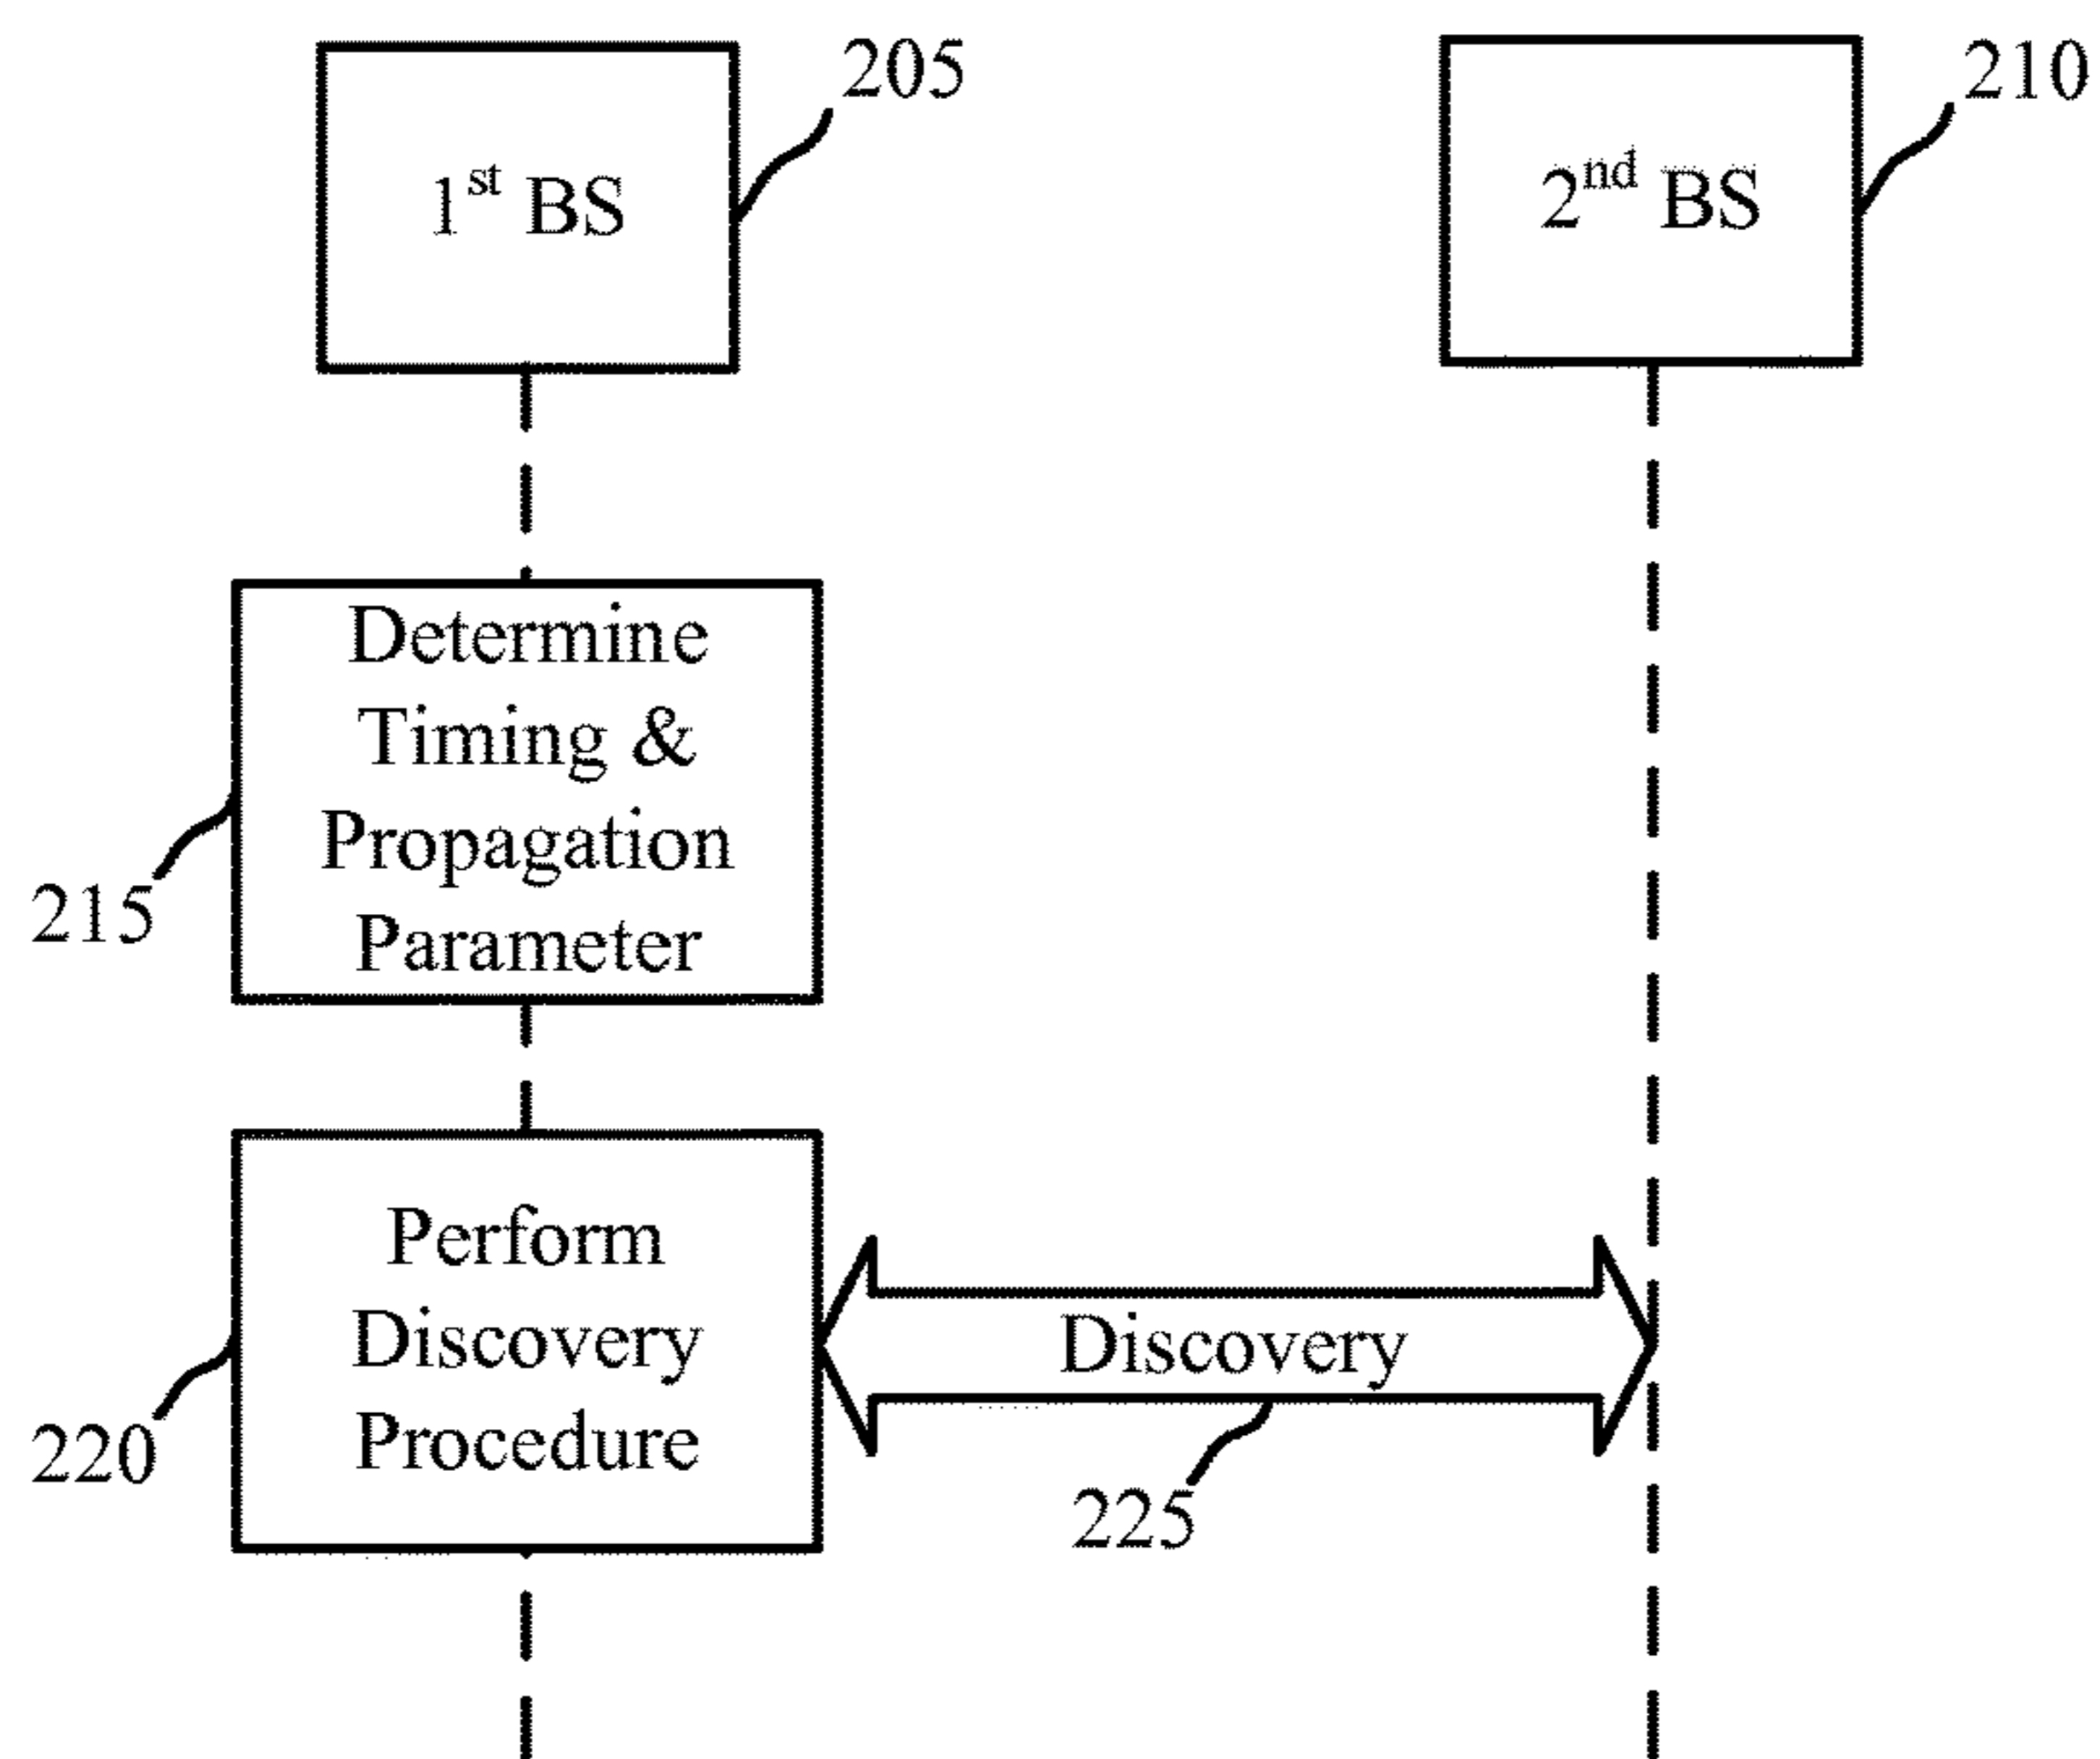 205
210
1st BS
2nd BS
Determine
Timing &
Propagation
Parameter
215
Perform
Discovery
Procedure
Discovery
220
225